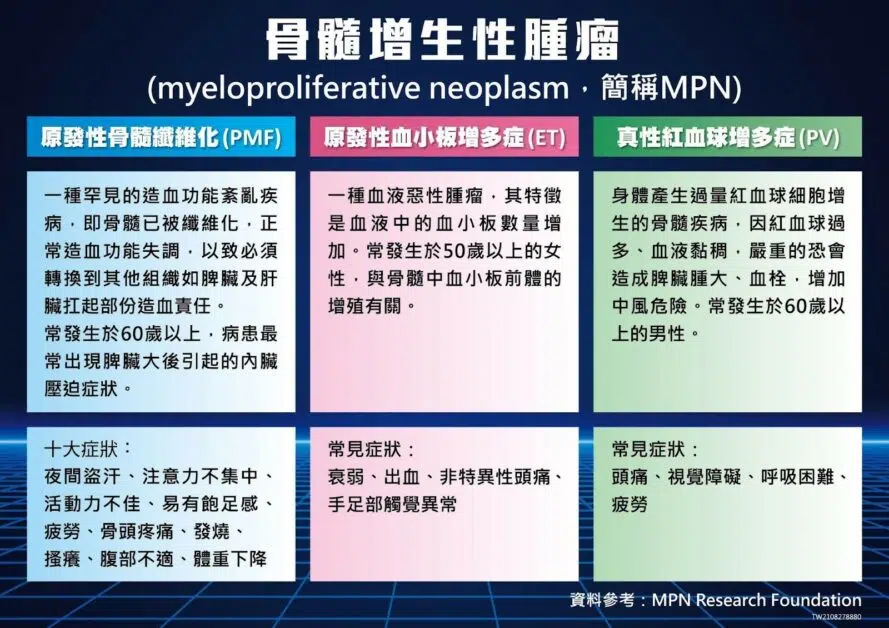 骨髓增生性腫瘤
(myeloproliferative neoplasm，簡稱MPN)
原發性骨髓纖維化(PMF)
一種罕見的造血功能紊亂疾
病，即骨髓已被纖維化，正
常造血功能失調，以致必須
轉換到其他組織如脾臟及肝
臟扛起部份造血責任。
常發生於60歲以上，病患最
常出現脾臟大後引起的內臟
壓迫症狀。
十大症狀：
夜間盜汗、注意力不集中、
活動力不佳、易有飽足感、
疲勞、骨頭疼痛、發燒、
搔癢、腹部不適、體重下降
原發性血小板增多症(ET)
一種血液惡性腫瘤，其特徵
是血液中的血小板數量增
加。常發生於50歲以上的女
性，與骨髓中血小板前體的
增殖有關。
常見症狀：
衰弱、出血、非特異性頭痛、
手足部觸覺異常
真性紅血球增多症(PV)
身體產生過量紅血球細胞增
生的骨髓疾病，因紅血球過
多、血液黏稠，嚴重的恐會
造成脾臟腫大、血栓，增加
中風危險。常發生於60歲以
上的男性。
常見症狀：
頭痛、視覺障礙、呼吸困難、
疲勞
資料參考：MPN Research Foundation
TW2108278880